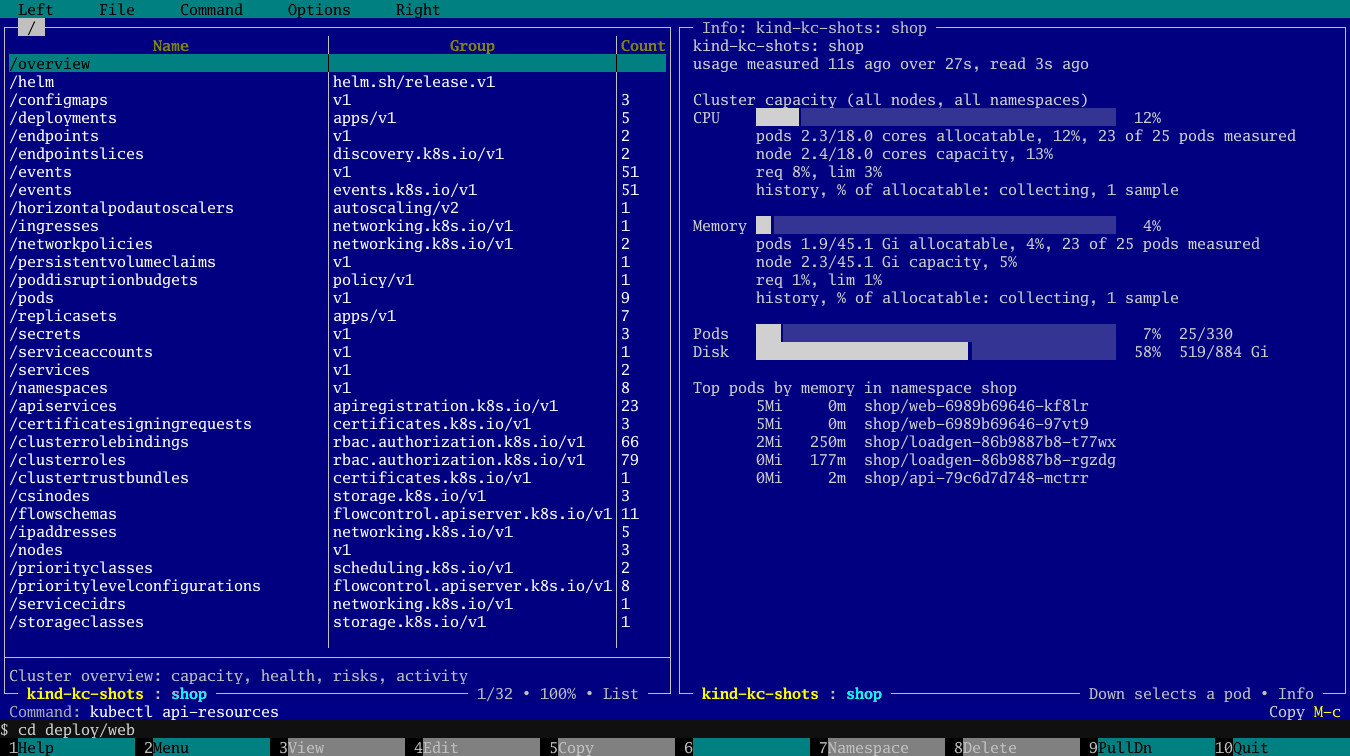 Left File Command Options Right
/
Name Group Count
/overview
/helm helm.sh/release.v1
/configmaps v1 3
/deployments apps/v1 5
/endpoints v1 2
/endpointslices discovery.k8s.io/v1 2
/events v1 51
/events events.k8s.io/v1 51
/horizontalpodautoscalers autoscaling/v2 1
/ingresses networking.k8s.io/v1 1
/networkpolicies networking.k8s.io/v1 2
/persistentvolumeclaims v1 1
/poddisruptionbudgets policy/v1 1
/pods v1 9
/replicasets apps/v1 7
/secrets v1 3
/serviceaccounts v1 1
/services v1 2
/namespaces v1 8
/apiservices apiregistration.k8s.io/v1 23
/certificatesigningrequests certificates.k8s.io/v1 3
/clusterrolebindings rbac.authorization.k8s.io/v1 66
/clusterroles rbac.authorization.k8s.io/v1 79
/clustertrustbundles certificates.k8s.io/v1 1
/csinodes storage.k8s.io/v1 3
/flowschemas flowcontrol.apiserver.k8s.io/v1 11
/ipaddresses networking.k8s.io/v1 5
/nodes v1 3
/priorityclasses scheduling.k8s.io/v1 2
/prioritylevelconfigurations flowcontrol.apiserver.k8s.io/v1 8
/servicecidrs networking.k8s.io/v1 1
/storageclasses storage.k8s.io/v1 1
Cluster overview: capacity, health, risks, activity
kind-kc-shots : shop 1/32 • 100% • List
Info: kind-kc-shots: shop
kind-kc-shots: shop
usage measured 11s ago over 27s, read 3s ago
Cluster capacity (all nodes, all namespaces)
CPU 12%
pods 2.3/18.0 cores allocatable, 12%, 23 of 25 pods measured
node 2.4/18.0 cores capacity, 13%
req 8%, lim 3%
history, % of allocatable: collecting, 1 sample
Memory 4%
pods 1.9/45.1 Gi allocatable, 4%, 23 of 25 pods measured
node 2.3/45.1 Gi capacity, 5%
req 1%, lim 1%
history, % of allocatable: collecting, 1 sample
Pods 7% 25/330
Disk 58% 519/884 Gi
Top pods by memory in namespace shop
5Mi 0m shop/web-6989b69646-kf8lr
5Mi 0m shop/web-6989b69646-97vt9
2Mi 250m shop/loadgen-86b9887b8-t77wx
0Mi 177m shop/loadgen-86b9887b8-rgzdg
0Mi 2m shop/api-79c6d7d748-mctrr
kind-kc-shots : shop Down selects a pod • Info
Command: kubectl api-resources Copy M-c
$ cd deploy/web
1Help 2Menu 3View 4Edit 5Copy 6 7Namespace 8Delete 9PullDn 10Quit